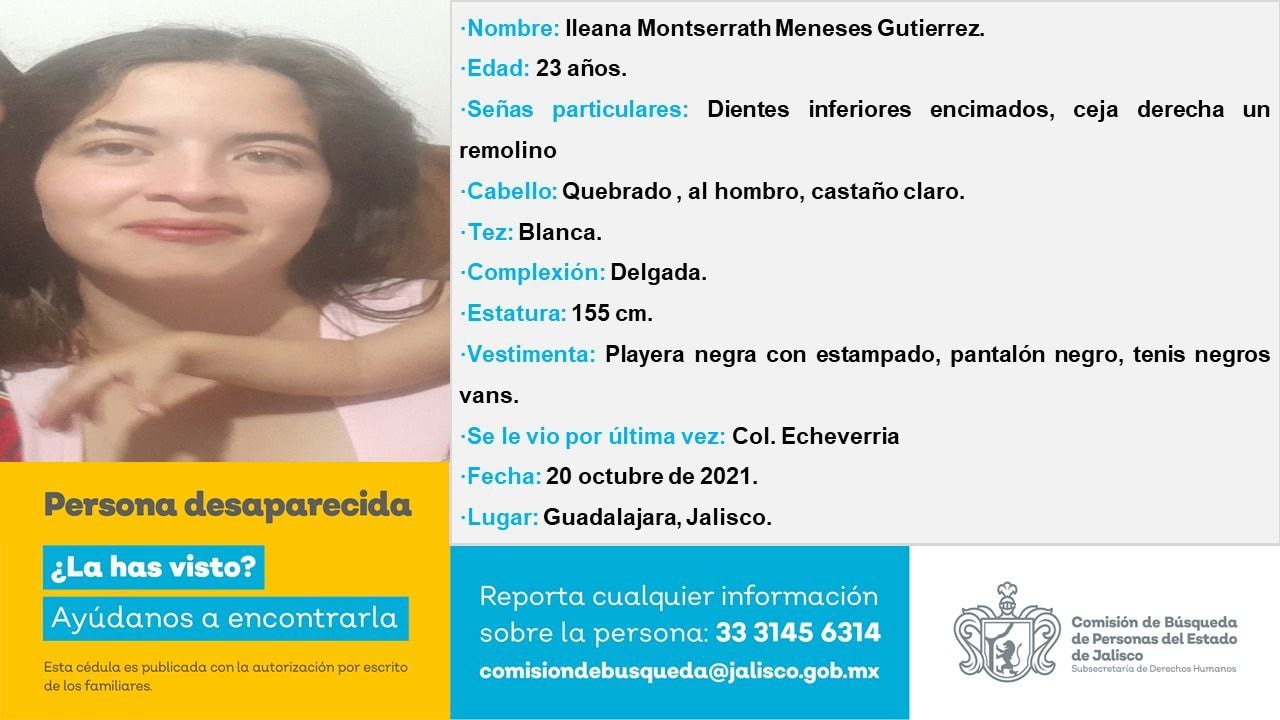 ·Nombre: Ileana Montserrath Meneses Gutierrez.
·Edad: 23 años.
·Señas particulares: Dientes inferiores encimados, ceja derecha un
remolino
·Cabello: Quebrado , al hombro, castaño claro.
·Tez: Blanca.
·Complexión: Delgada.
·Estatura: 155 cm.
·Vestimenta: Playera negra con estampado, pantalón negro, tenis negros
vans.
·Se le vio por última vez: Col. Echeverria
·Fecha: 20 octubre de 2021.
·Lugar: Guadalajara, Jalisco.
Persona desaparecida
¿La has visto?
Ayúdanos a encontrarla
Esta cédula es publicada con la autorización por escrito
de los familiares.
Reporta cualquier información
sobre la persona: 33 3145 6314
comisiondebusqueda@jalisco.gob.mx
Comisión de Búsqueda
de Personas del Estado
de Jalisco
Subsecretaría de Derechos Humanos